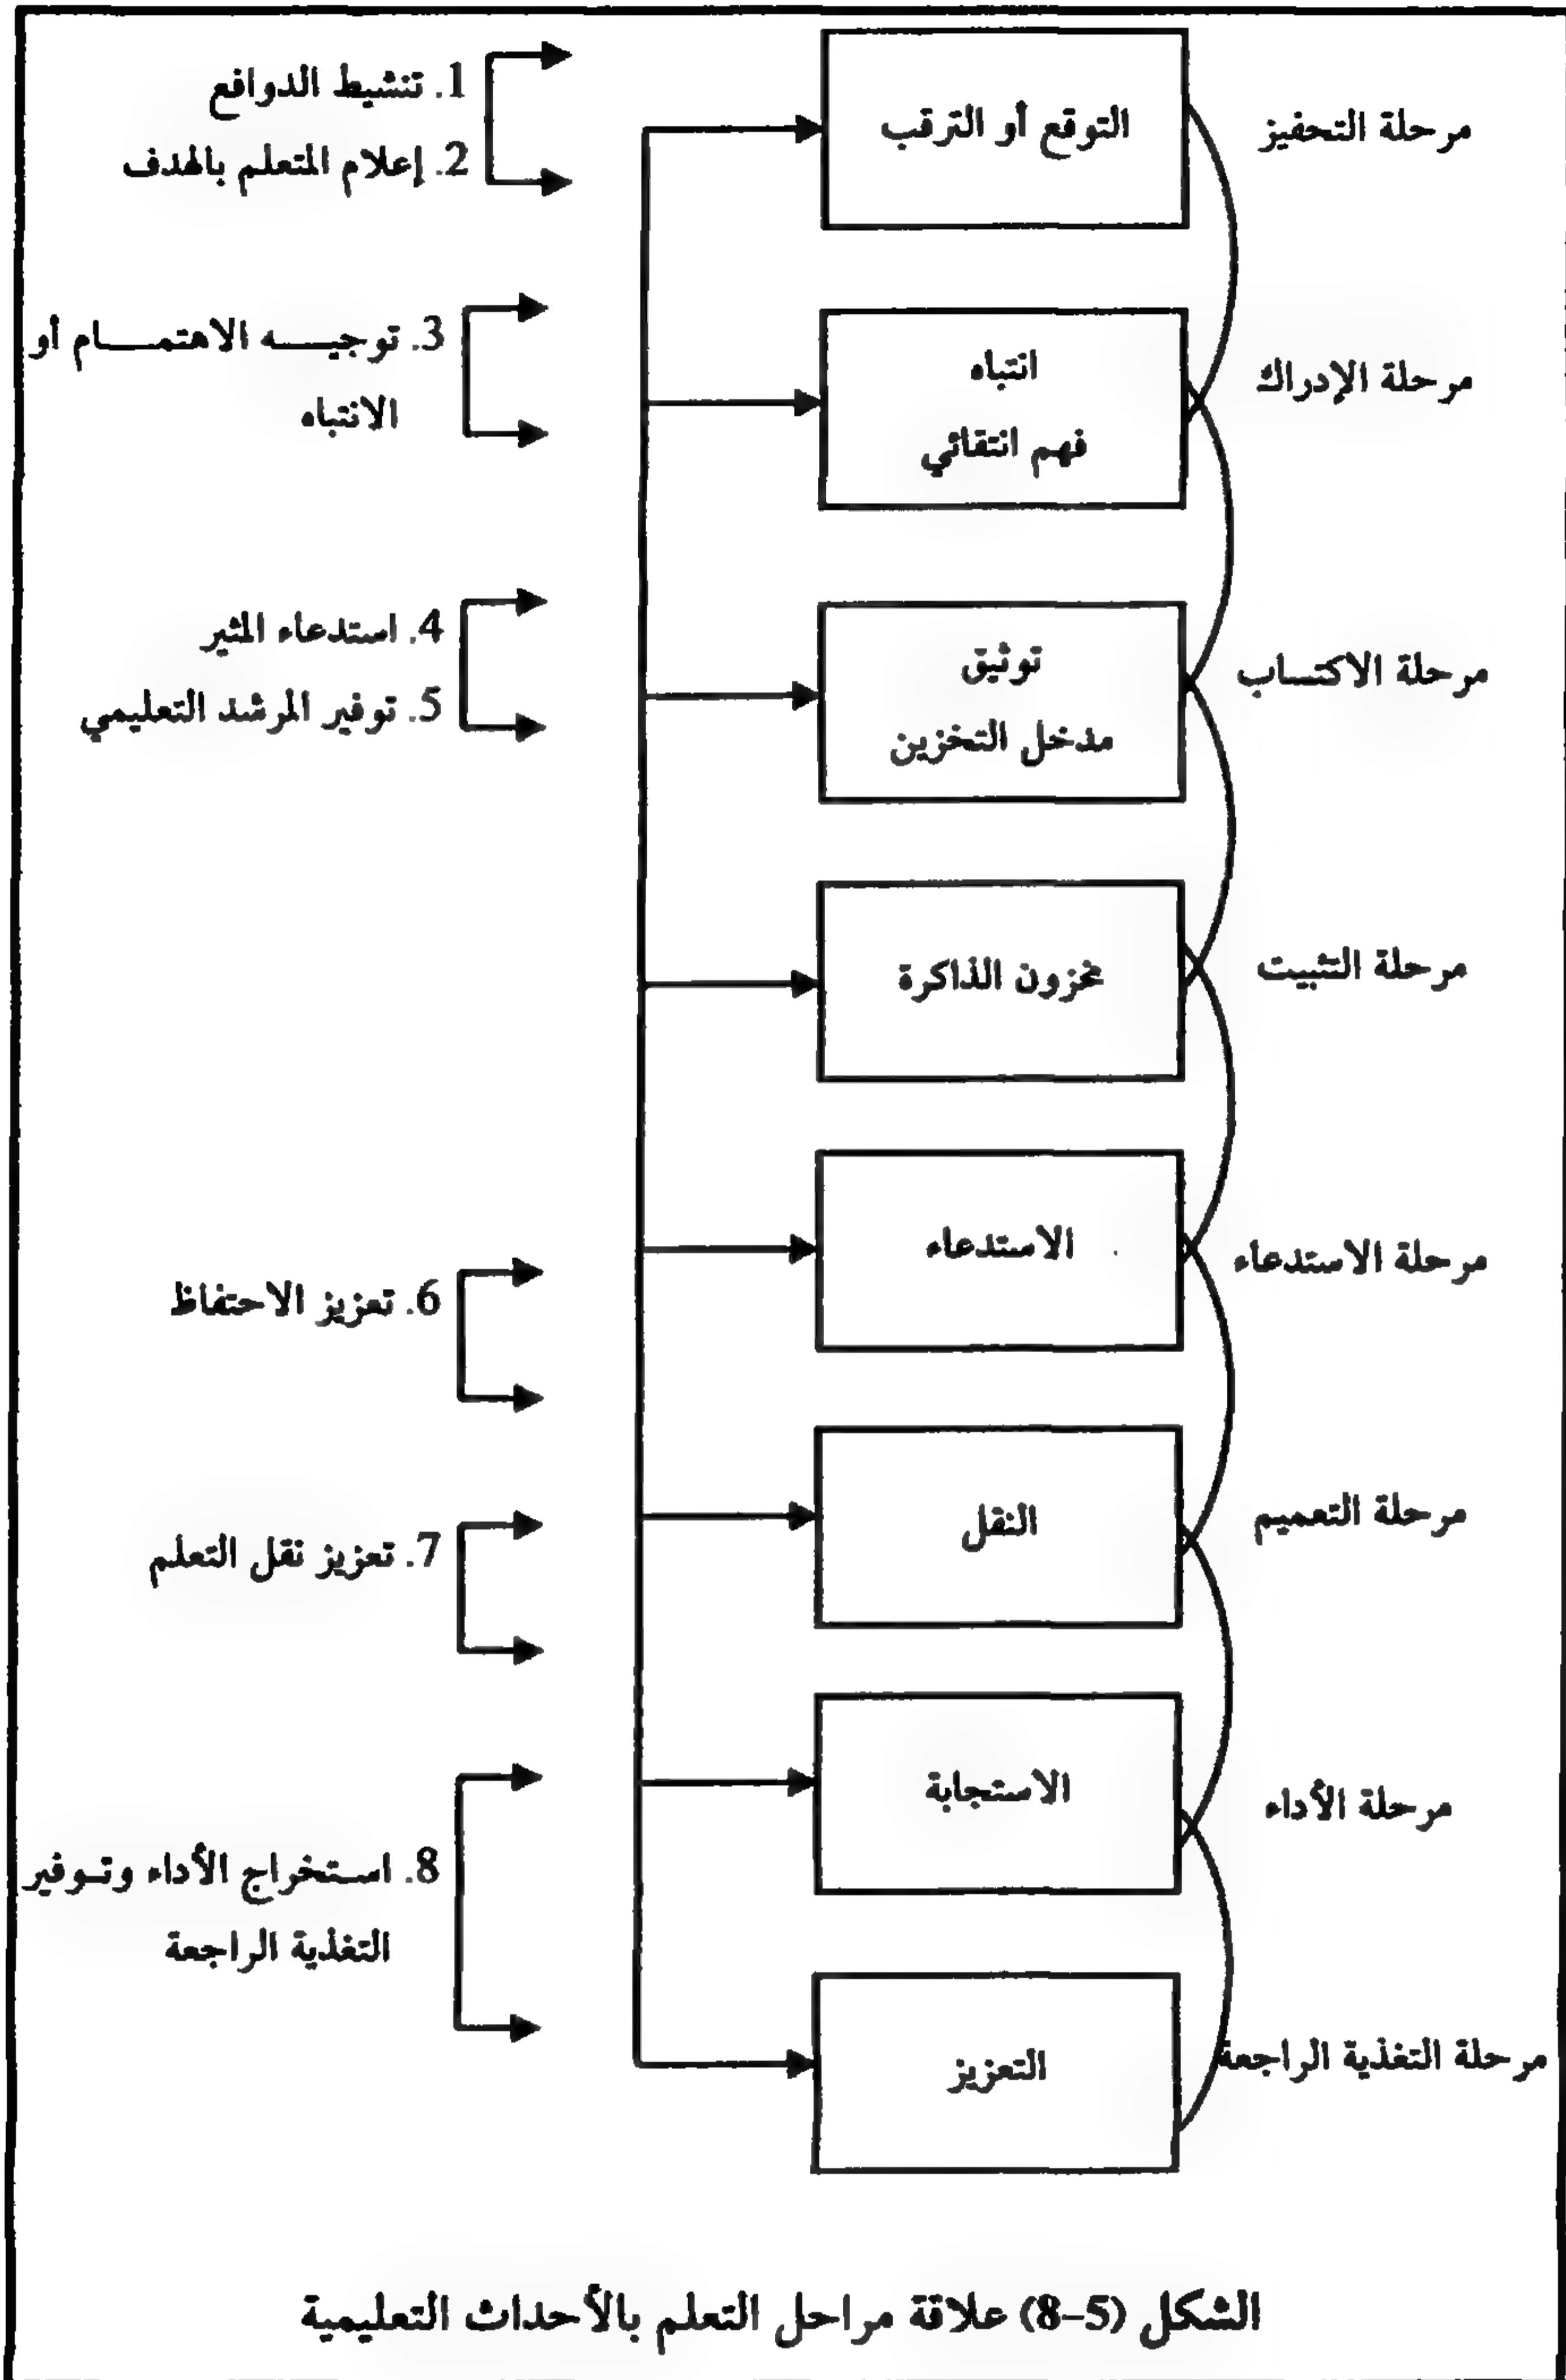 مرحلة التحفيز
التوقع أو الترقب
1. تنشيط الدوافع
2. إعلام المتعلم بالهدف
مرحلة الإدراك
انتباه
فهم انتقائي
3. توجيه الاهتمام أو
الانتباه
مرحلة الاكتساب
توثيق
مدخل التخزين
4. استدعاء المثير
5. توفير المرشد التعليمي
مرحلة التثبيت
مخزون الذاكرة
مرحلة الاستدعاء
الاستدعاء
6. تعزيز الاحتفاظ
مرحلة التعميم
النقل
7. تعزيز نقل التعلم
مرحلة الأداء
الاستجابة
8. استخراج الأداء وتوفير
التغذية الراجعة
مرحلة التغذية الراجعة
التعزيز
الشكل (5-8) علاقة مراحل التعلم بالأحداث التعليمية